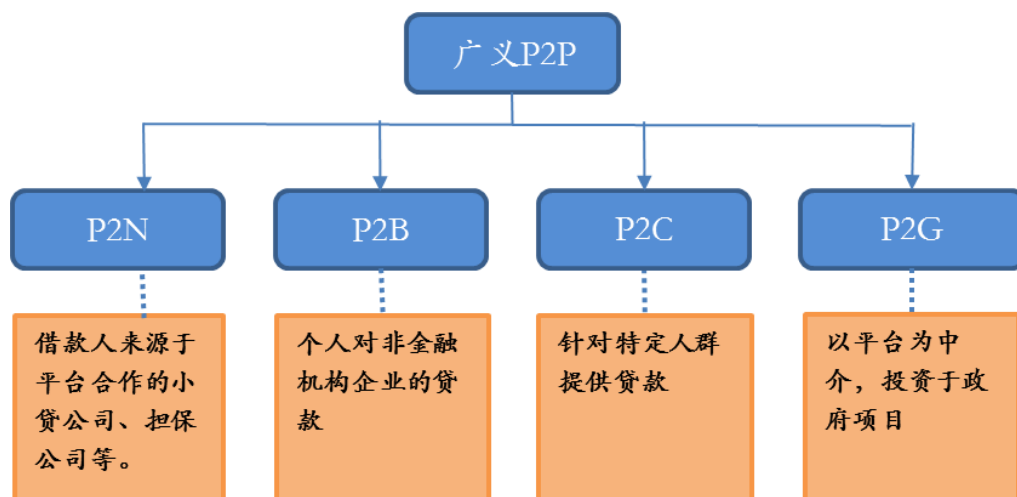 广义P2P
P2N
P2B
P2C
P2G
借款人来源于
平台合作的小
贷公司、担保
公司等。
个人对非金融
机构企业的贷
款
针对特定人群
提供贷款
以平台为中
介，投资于政
府项目